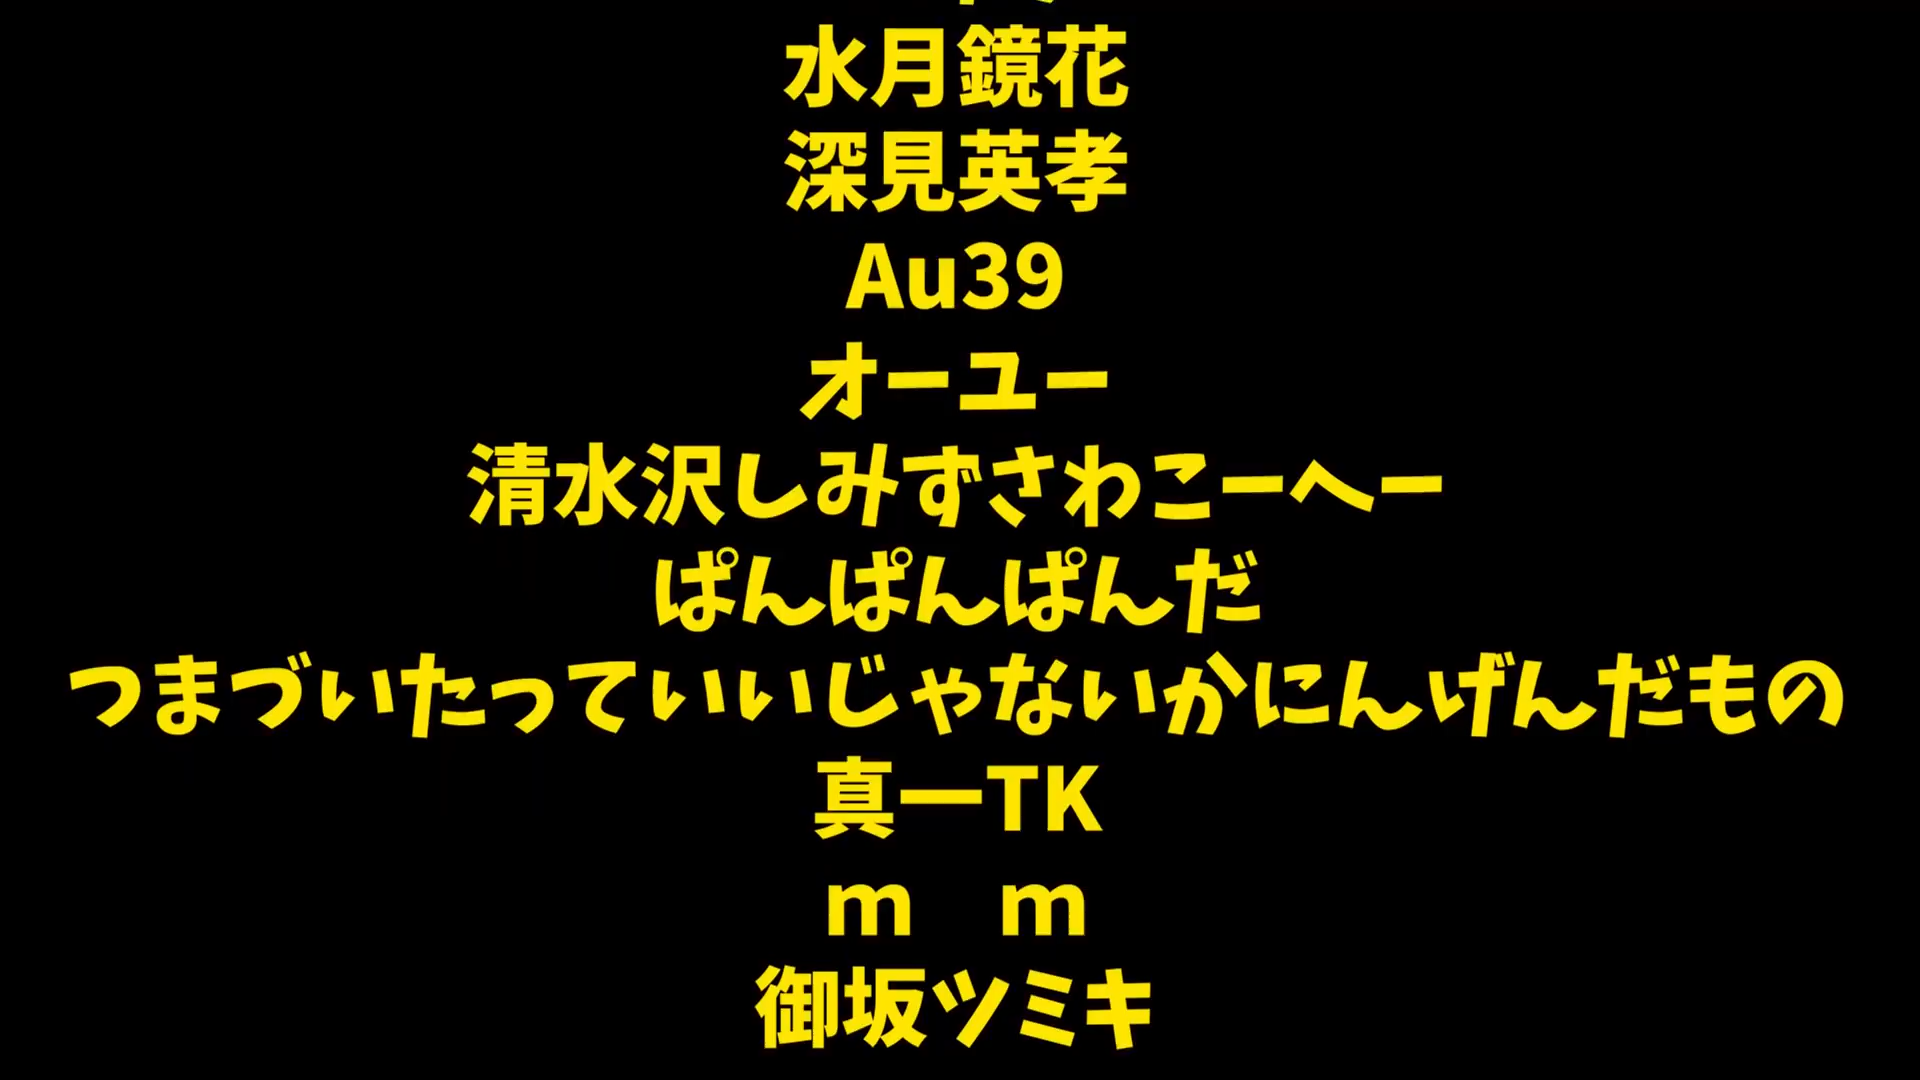 水月鏡花
深見英孝
Au39
オーユー
清水沢しみずさわこーへー
ぱんぱんぱんだ
つまづいたっていいじゃないかにんげんだもの
真一TK
ｍ　ｍ
御坂ツミキ